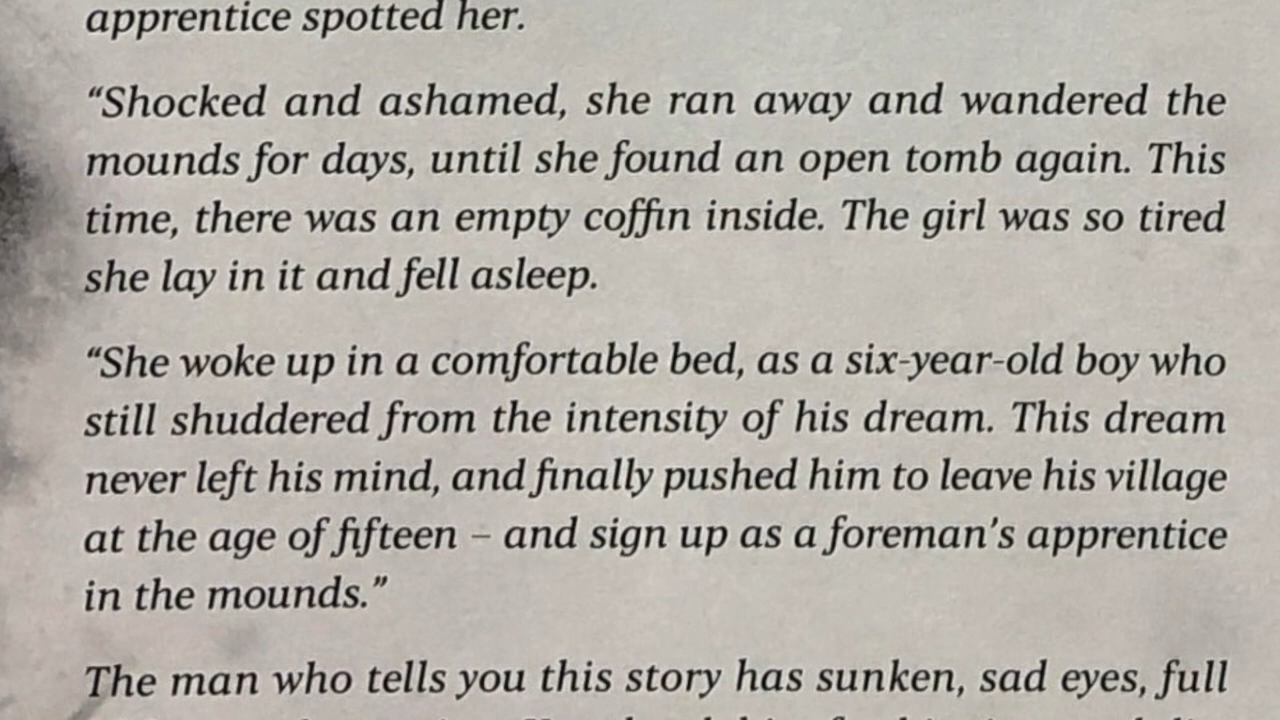 apprentice spotted her.
“Shocked and ashamed, she ran away and wandered the
mounds for days, until she found an open tomb again. This
time, there was an empty coffin inside. The girl was so tired
she lay in it and fell asleep.
“She woke up in a comfortable bed, as a six-year-old boy who
still shuddered from the intensity of his dream. This dream
never left his mind, and finally pushed him to leave his village
at the age of fifteen – and sign up as a foreman’s apprentice
in the mounds.”
The man who tells you this story has sunken, sad eyes, full